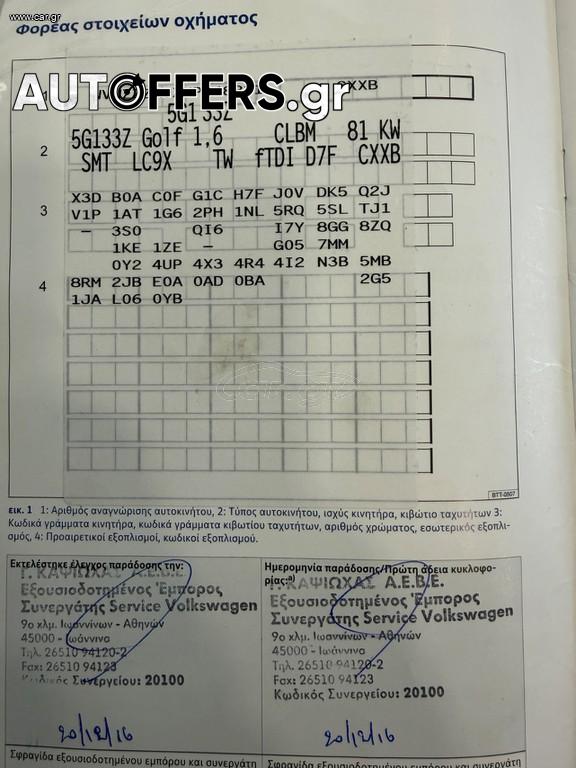 www.car.gr
Φορέας στοιχείων οχήματος
AUTOFFERS.gr
CXXB
5G133Z
2
5G133Z Golf 1,6 CLBM 81 KW
SMT LC9X TW fTDI D7F CXXB
X3D B0A C0F G1C H7F J0V DK5 Q2J
3
V1P 1AT 1G6 2PH 1NL 5RQ 5SL TJ1
– 3S0 QI6 I7Y 8GG 8ZQ
1KE 1ZE – G05 7MM
0Y2 4UP 4X3 4R4 4I2 N3B 5MB
4
8RM 2JB E0A 0AD 0BA 2G5
1JA L06 0YB
BTT-0507
εικ. 1 1: Αριθμός αναγνώρισης αυτοκινήτου, 2: Τύπος αυτοκινήτου, ισχύς κινητήρα, κιβώτιο ταχυτήτων 3:
Κωδικά γράμματα κινητήρα, κωδικά γράμματα κιβωτίου ταχυτήτων, αριθμός χρώματος, εσωτερικός εξοπλι-
σμός, 4: Προαιρετικοί εξοπλισμοί, κωδικοί εξοπλισμού.
Εκτελέστηκε έλεγχος παράδοσης την:
Γ. ΚΑΨΙΩΧΑΣ Α.Ε.Β.Ε
Εξουσιοδοτημένος Έμπορος
Συνεργάτης Service Volkswagen
9ο χλμ. Ιωαννίνων - Αθηνών
45000 - Ιωάννινα
Τηλ. 26510 94120-2
Fax: 26510 94123
Κωδικός Συνεργείου: 20100
20/12/16
Σφραγίδα εξουσιοδοτημένου εμπόρου και συνεργάτη
Ημερομηνία παράδοσης/Πρώτη άδεια κυκλοφο-
ρίας:a)
Γ. ΚΑΨΙΩΧΑΣ Α.Ε.Β.Ε.
Εξουσιοδοτημένος Έμπορος
Συνεργάτης Service Volkswagen
9ο χλμ. Ιωαννίνων - Αθηνών
45000 - Ιωάννινα
Τηλ. 26510 94120-2
Fax: 26510 94123
Κωδικός Συνεργείου: 20100
20/12/16
Σφραγίδα εξουσιοδοτημένου εμπόρου και συνεργάτη